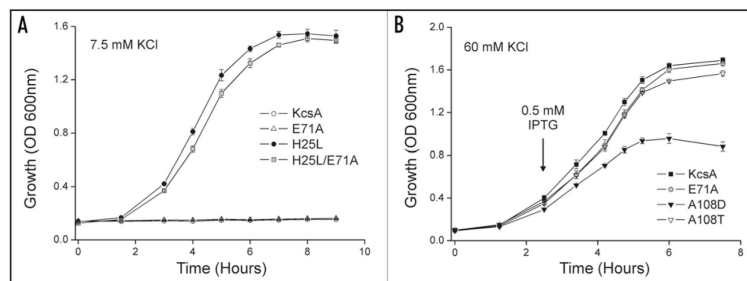 A
7.5 mM KCl
Growth (OD 600nm)
1.6
1.2
0.8
0.4
0.0
KcsA
E71A
H25L
H25L/E71A
0 2 4 6 8 10
Time (Hours)
B
60 mM KCl
Growth (OD 600nm)
2.0
1.6
1.2
0.8
0.4
0.0
0.5 mM
IPTG
KcsA
E71A
A108D
A108T
0 2 4 6 8
Time (Hours)